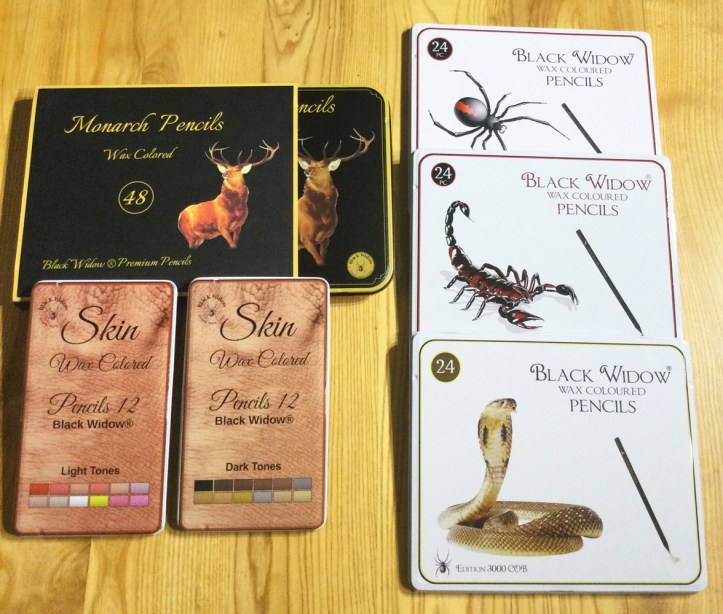 Monarch Pencils
Wax Colored
48
Black Widow ® Premium Pencils
ncils
Skin
Wax Colored
Pencils 12
Black Widow®
Light Tones
Skin
Wax Colored
Pencils 12
Black Widow®
Dark Tones
24
PC
BLACK WIDOW
WAX COLOURED
PENCILS
24
PC
BLACK WIDOW®
WAX COLOURED
PENCILS
24
BLACK WIDOW®
WAX COLOURED
PENCILS
EDITION 3000 COB